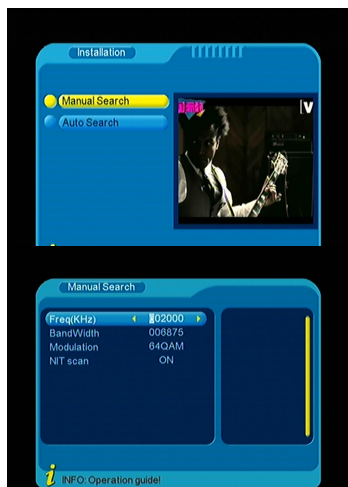 Installation
Manual Search
Auto Search
[V
Manual Search
Freq(KHz) 02000
BandWidth 006875
Modulation 64QAM
NIT scan ON
INFO: Operation guide!